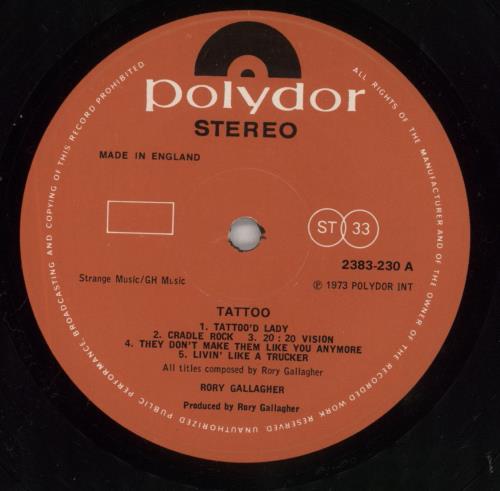 polydor
STEREO
MADE IN ENGLAND
ST 33
2383-230 A
Strange Music/GH Music
℗ 1973 POLYDOR INT
TATTOO
1. TATTOO'D LADY
2. CRADLE ROCK 3. 20 : 20 VISION
4. THEY DON'T MAKE THEM LIKE YOU ANYMORE
5. LIVIN' LIKE A TRUCKER
All titles composed by Rory Gallagher
RORY GALLAGHER
Produced by Rory Gallagher
ALL RIGHTS OF THE MANUFACTURER AND OF THE OWNER OF THE RECORDED WORK RESERVED. UNAUTHORIZED PUBLIC PERFORMANCE, BROADCASTING AND COPYING OF THIS RECORD PROHIBITED